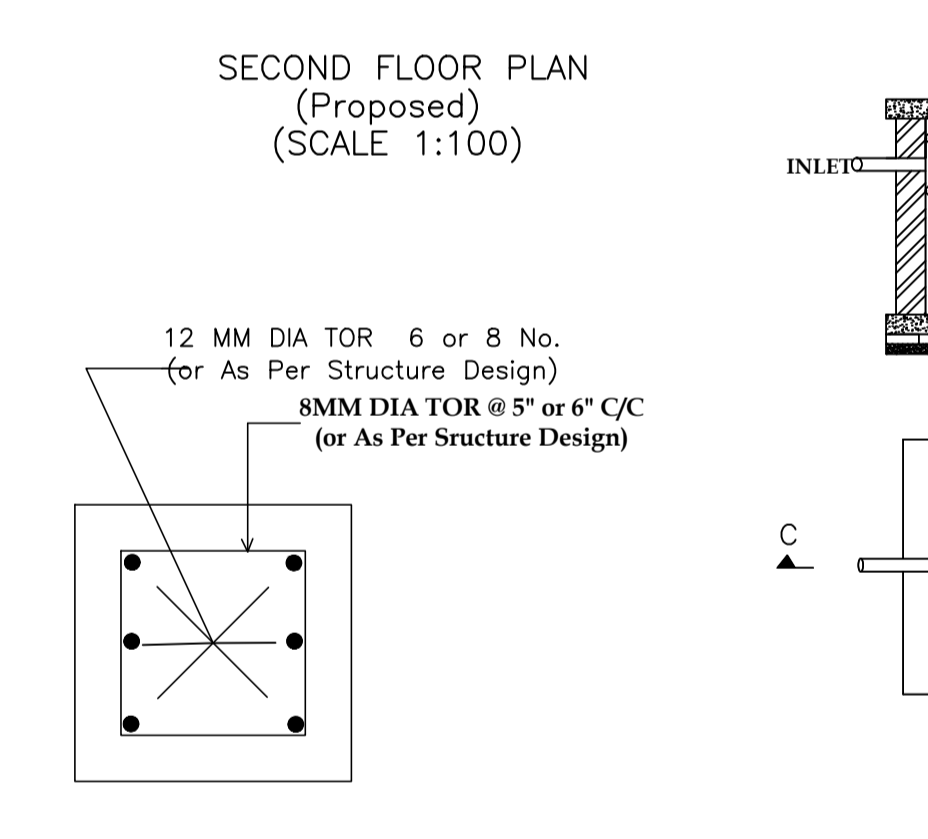 SECOND FLOOR PLAN
(Proposed)
(SCALE 1:100)
INLET
12 MM DIA TOR 6 or 8 No.
(or As Per Structure Design)
8MM DIA TOR @ 5" or 6" C/C
(or As Per Sructure Design)
C